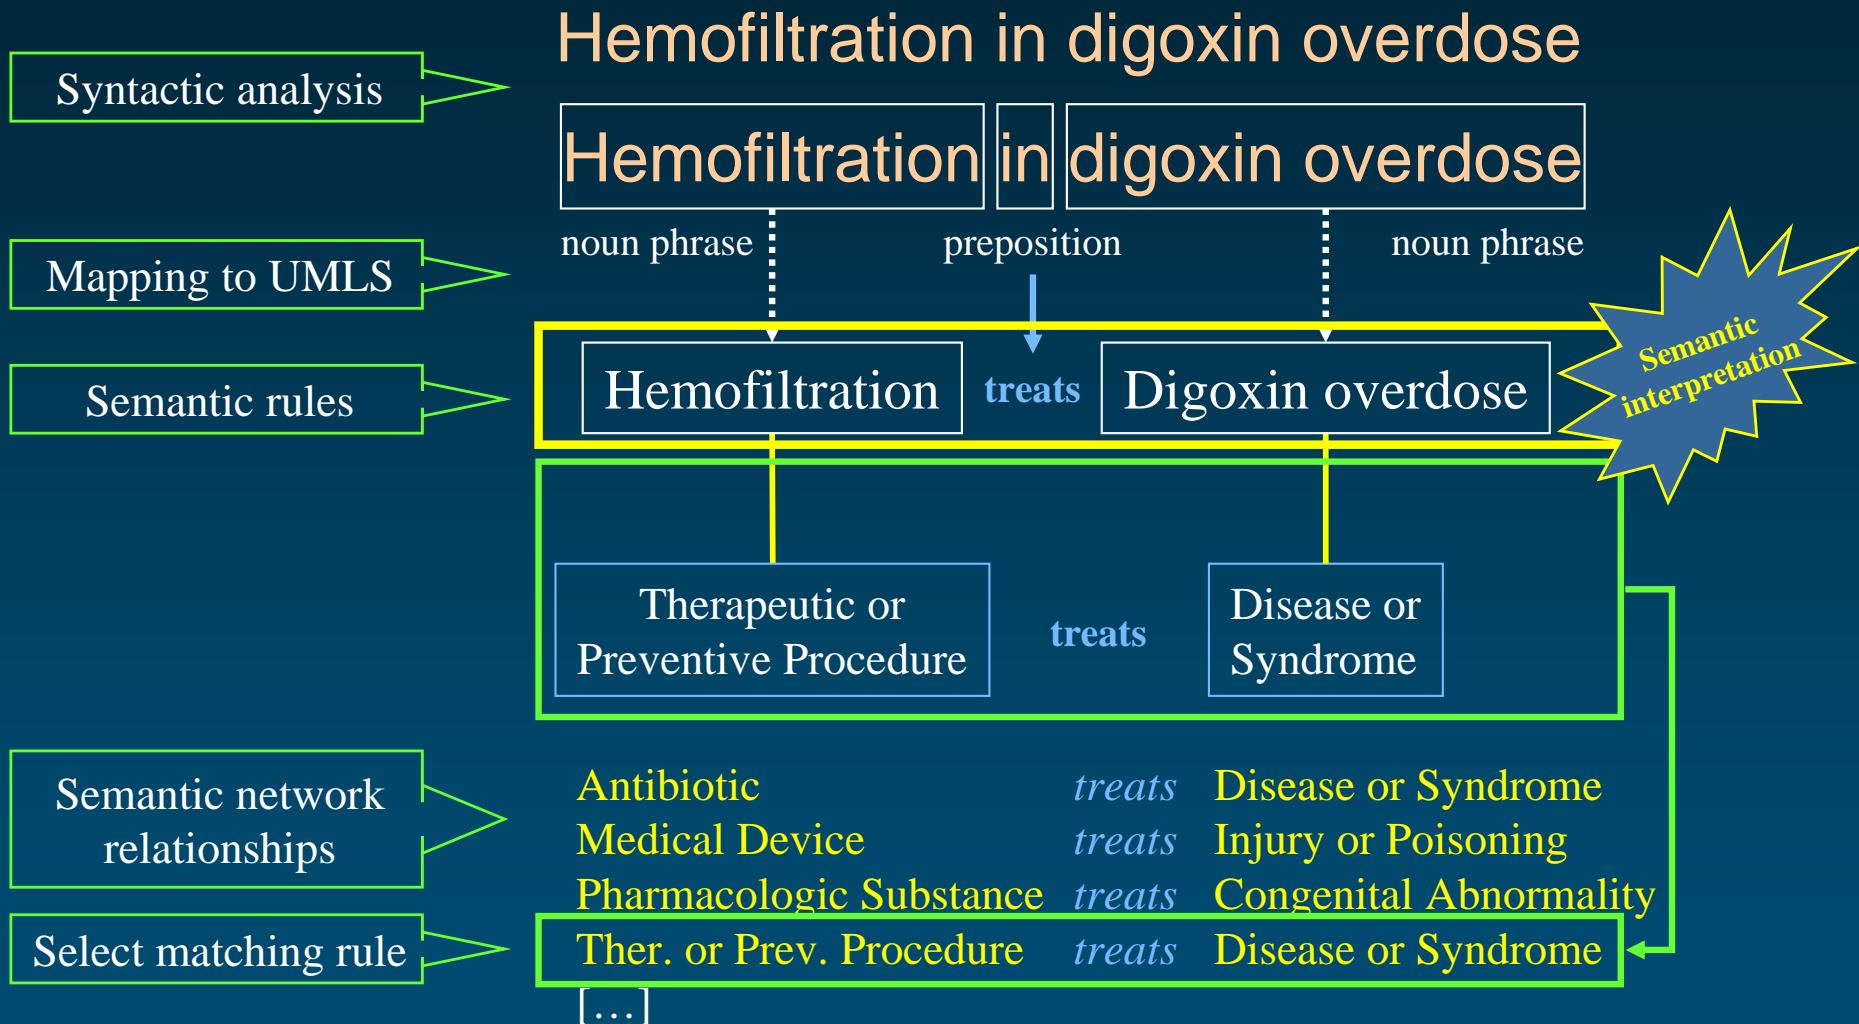 Hemofiltration in digoxin overdose
Syntactic analysis
Hemofiltration in digoxin overdose
noun phrase preposition noun phrase
Mapping to UMLS
Semantic
interpretation
Semantic rules
Hemofiltration treats Digoxin overdose
Therapeutic or
Preventive Procedure
treats
Disease or
Syndrome
Semantic network
relationships
Antibiotic treats Disease or Syndrome
Medical Device treats Injury or Poisoning
Pharmacologic Substance treats Congenital Abnormality
Select matching rule
Ther. or Prev. Procedure treats Disease or Syndrome
[…]